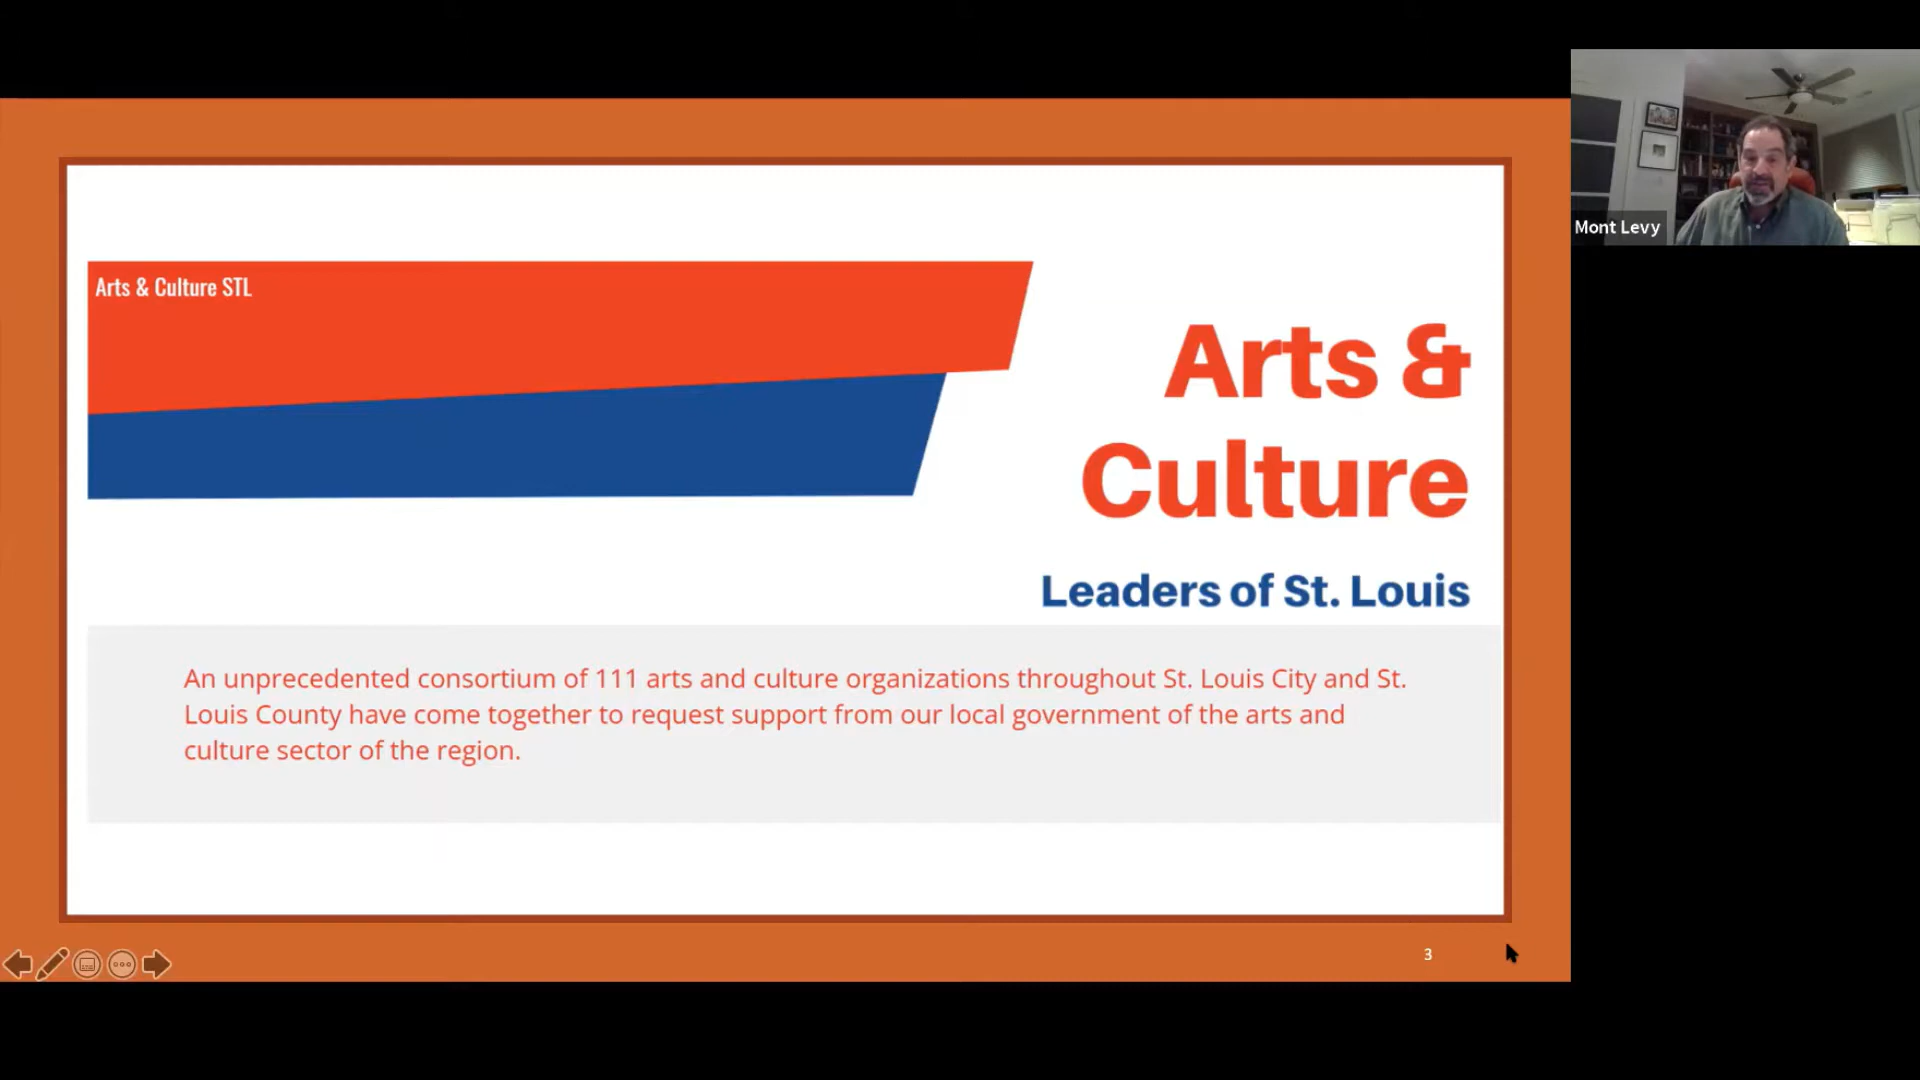 Arts & Culture STL
Arts &
Culture
Leaders of St. Louis
An unprecedented consortium of 111 arts and culture organizations throughout St. Louis City and St.
Louis County have come together to request support from our local government of the arts and
culture sector of the region.
3
Mont Levy